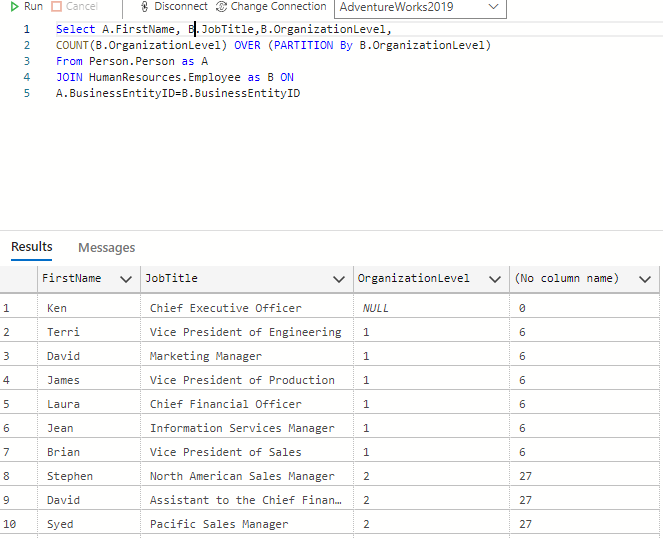 Run Cancel Disconnect Change Connection AdventureWorks2019
1 Select A.FirstName, B.JobTitle,B.OrganizationLevel,
2 COUNT(B.OrganizationLevel) OVER (PARTITION By B.OrganizationLevel)
3 From Person.Person as A
4 JOIN HumanResources.Employee as B ON
5 A.BusinessEntityID=B.BusinessEntityID
Results Messages
FirstName JobTitle OrganizationLevel (No column name)
1 Ken Chief Executive Officer NULL 0
2 Terri Vice President of Engineering 1 6
3 David Marketing Manager 1 6
4 James Vice President of Production 1 6
5 Laura Chief Financial Officer 1 6
6 Jean Information Services Manager 1 6
7 Brian Vice President of Sales 1 6
8 Stephen North American Sales Manager 2 27
9 David Assistant to the Chief Finan… 2 27
10 Syed Pacific Sales Manager 2 27